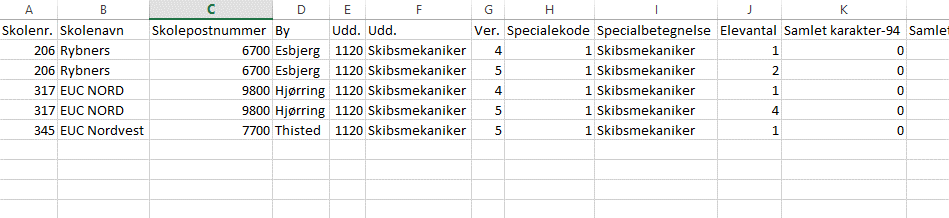 A B C D E F G H I J K
Skolenr. Skolenavn Skolepostnummer By Udd. Udd. Ver. Specialekode Specialbetegnelse Elevantal Samlet karakter-94 Samlet
206 Rybners 6700 Esbjerg 1120 Skibsmekaniker 4 1 Skibsmekaniker 1 0
206 Rybners 6700 Esbjerg 1120 Skibsmekaniker 5 1 Skibsmekaniker 2 0
317 EUC NORD 9800 Hjørring 1120 Skibsmekaniker 4 1 Skibsmekaniker 1 0
317 EUC NORD 9800 Hjørring 1120 Skibsmekaniker 5 1 Skibsmekaniker 4 0
345 EUC Nordvest 7700 Thisted 1120 Skibsmekaniker 5 1 Skibsmekaniker 1 0